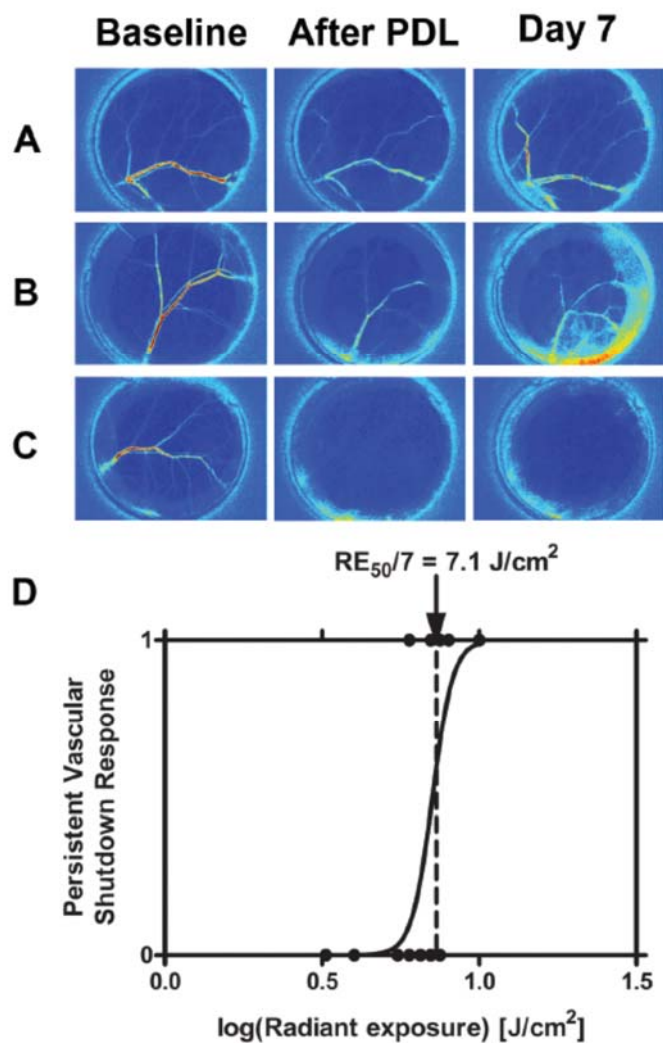 Baseline After PDL Day 7
A
B
C
D
RE₅₀/7 = 7.1 J/cm²
1
Persistent Vascular
Shutdown Response
0
0.0 0.5 1.0 1.5
log(Radiant exposure) [J/cm²]